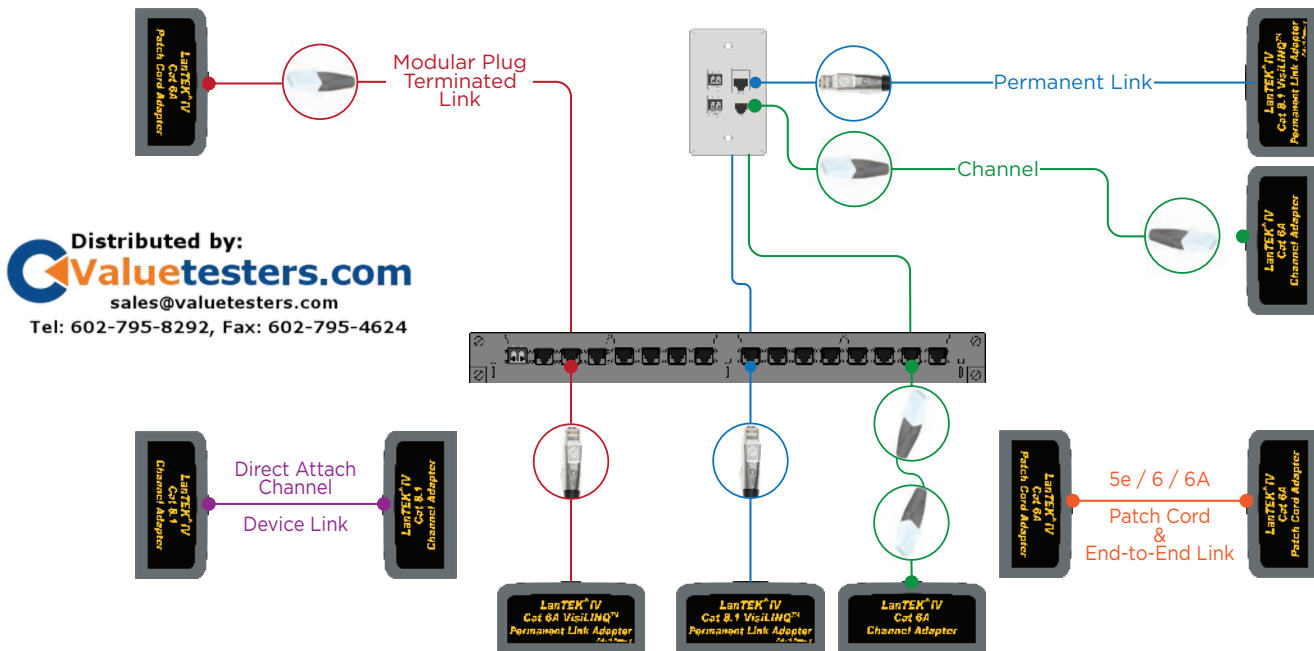 LanTEK® IV
Cat 6A
Patch Cord Adapter
Modular Plug
Terminated
Link
Permanent Link
LanTEK® IV
Cat 8.1 VisiLINQ™
Permanent Link Adapter
Channel
LanTEK® IV
Cat 6A
Channel Adapter
Distributed by:
Valuetesters.com
sales@valuetesters.com
Tel: 602-795-8292, Fax: 602-795-4624
LanTEK® IV
Cat 8.1
Channel Adapter
Direct Attach
Channel
Device Link
LanTEK® IV
Cat 8.1
Channel Adapter
LanTEK® IV
Cat 6A
Patch Cord Adapter
5e / 6 / 6A
Patch Cord
&
End-to-End Link
LanTEK® IV
Cat 6A
Patch Cord Adapter
LanTEK® IV
Cat 6A VisiLINQ™
Permanent Link Adapter
LanTEK® IV
Cat 8.1 VisiLINQ™
Permanent Link Adapter
LanTEK® IV
Cat 6A
Channel Adapter